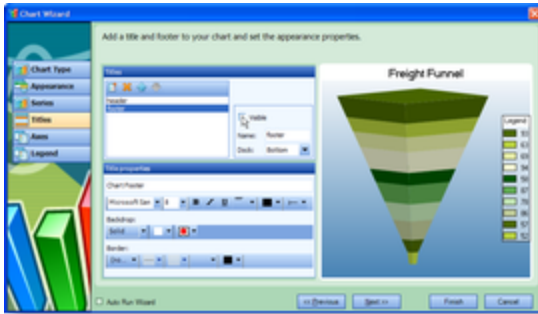 Chart Wizard
Add a title and footer to your chart and set the appearance properties.
Chart Type
Appearance
Series
Titles
Axes
Legend
Titles
header
footer
Visible
Name: footer
Dock: Bottom
Title properties
Chart Footer
Microsoft San 8 B I U
Backdrop:
Solid
Border:
Freight Funnel
Legend
Auto Run Wizard
<< Previous
Next >>
Finish
Cancel